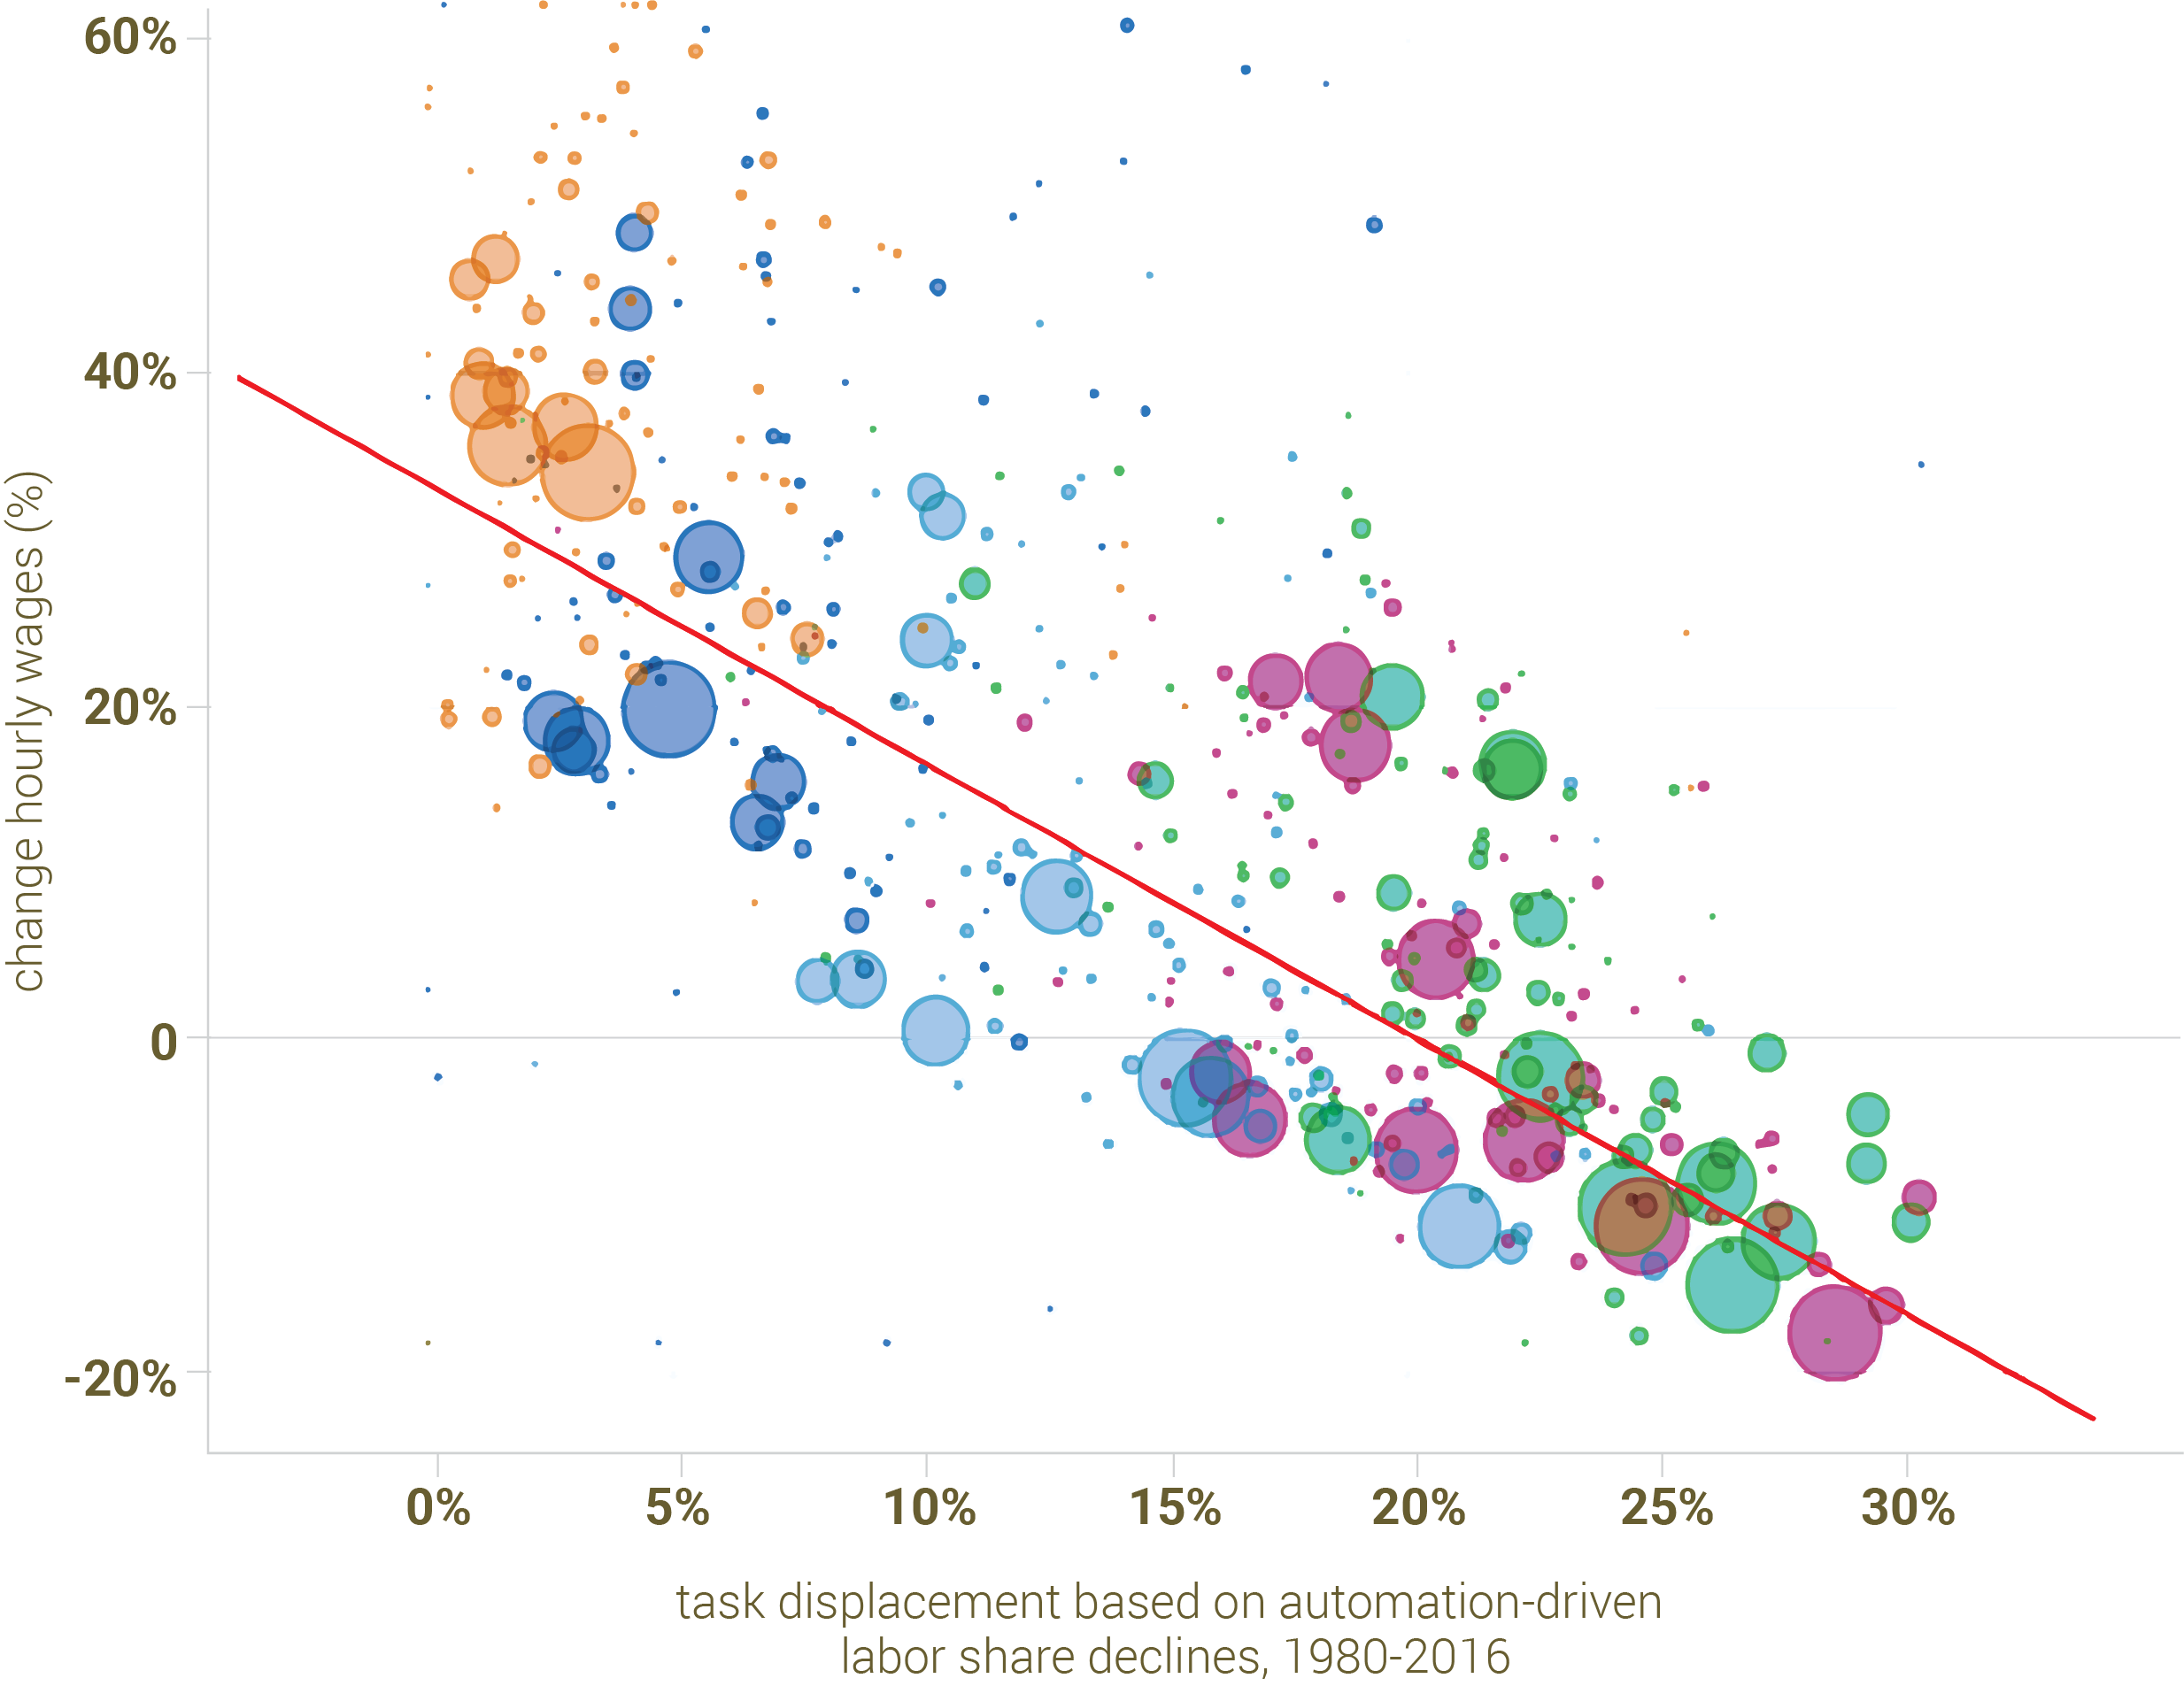 60%
40%
20%
0
-20%
change hourly wages (%)
0% 5% 10% 15% 20% 25% 30%
task displacement based on automation-driven
labor share declines, 1980-2016